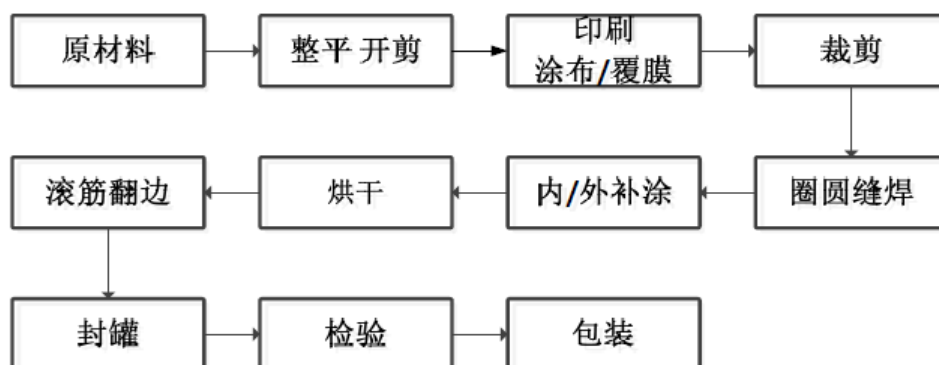 原材料
整平 开剪
印刷
涂布/覆膜
裁剪
圈圆缝焊
内/外补涂
烘干
滚筋翻边
封罐
检验
包装